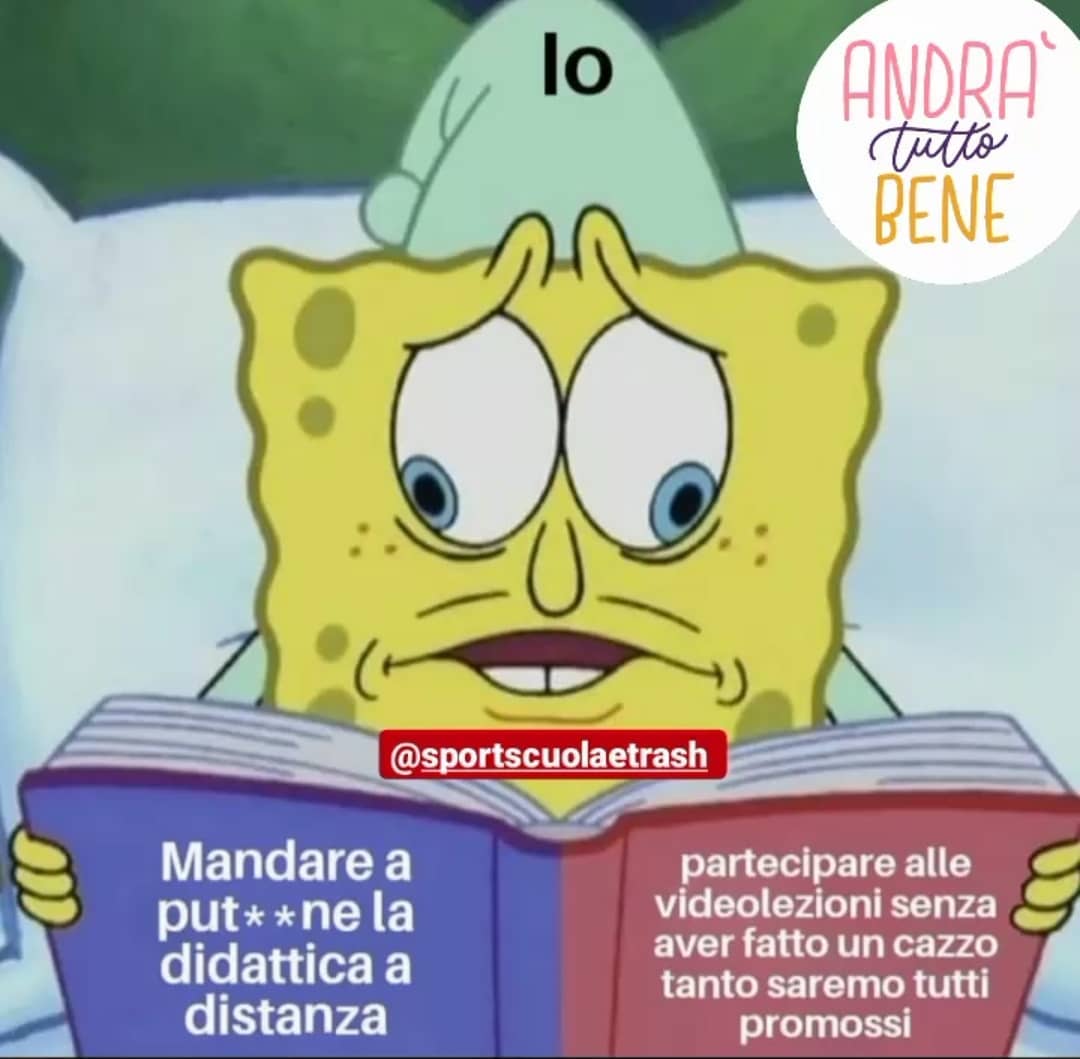 Io
ANDRA`
tutto
BENE
@sportscuolaetrash
Mandare a
put**ne la
didattica a
distanza
partecipare alle
videolezioni senza
aver fatto un cazzo
tanto saremo tutti
promossi